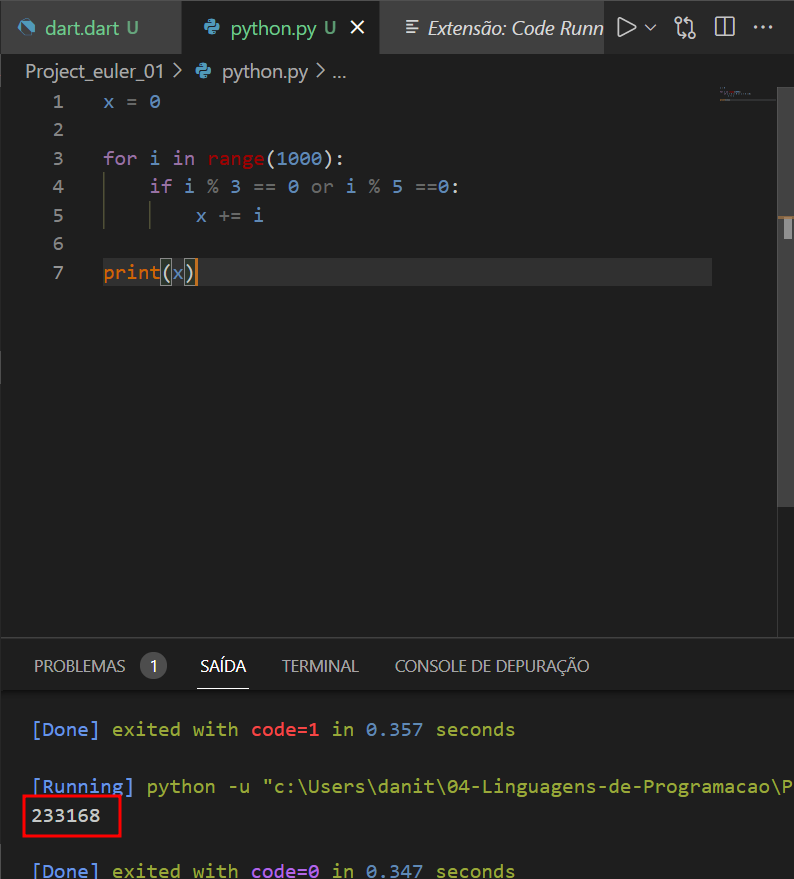 dart.dart U python.py U Extensão: Code Runn
Project_euler_01 > python.py > ...
1 x = 0
2
3 for i in range(1000):
4 if i % 3 == 0 or i % 5 ==0:
5 x += i
6
7 print(x)
PROBLEMAS 1 SAÍDA TERMINAL CONSOLE DE DEPURAÇÃO
[Done] exited with code=1 in 0.357 seconds
[Running] python -u "c:\Users\danit\04-Linguagens-de-Programacao\P
233168
[Done] exited with code=0 in 0.347 seconds